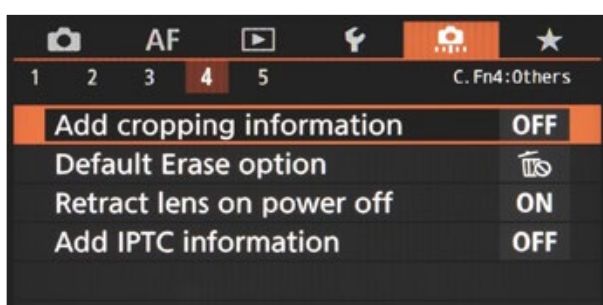 AF
1 2 3 4 5 C.Fn4:Others
Add cropping information OFF
Default Erase option
Retract lens on power off ON
Add IPTC information OFF